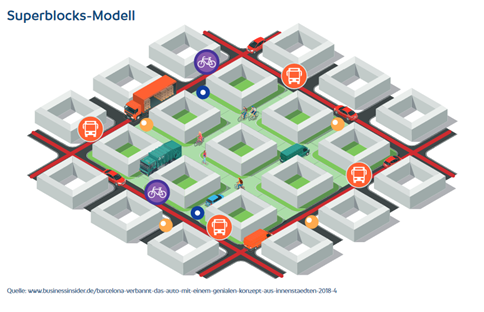 Superblocks-Modell
Quelle: www.businessinsider.de/barcelona-verbannt-das-auto-mit-einem-genialen-konzept-aus-innenstaedten-2018-4